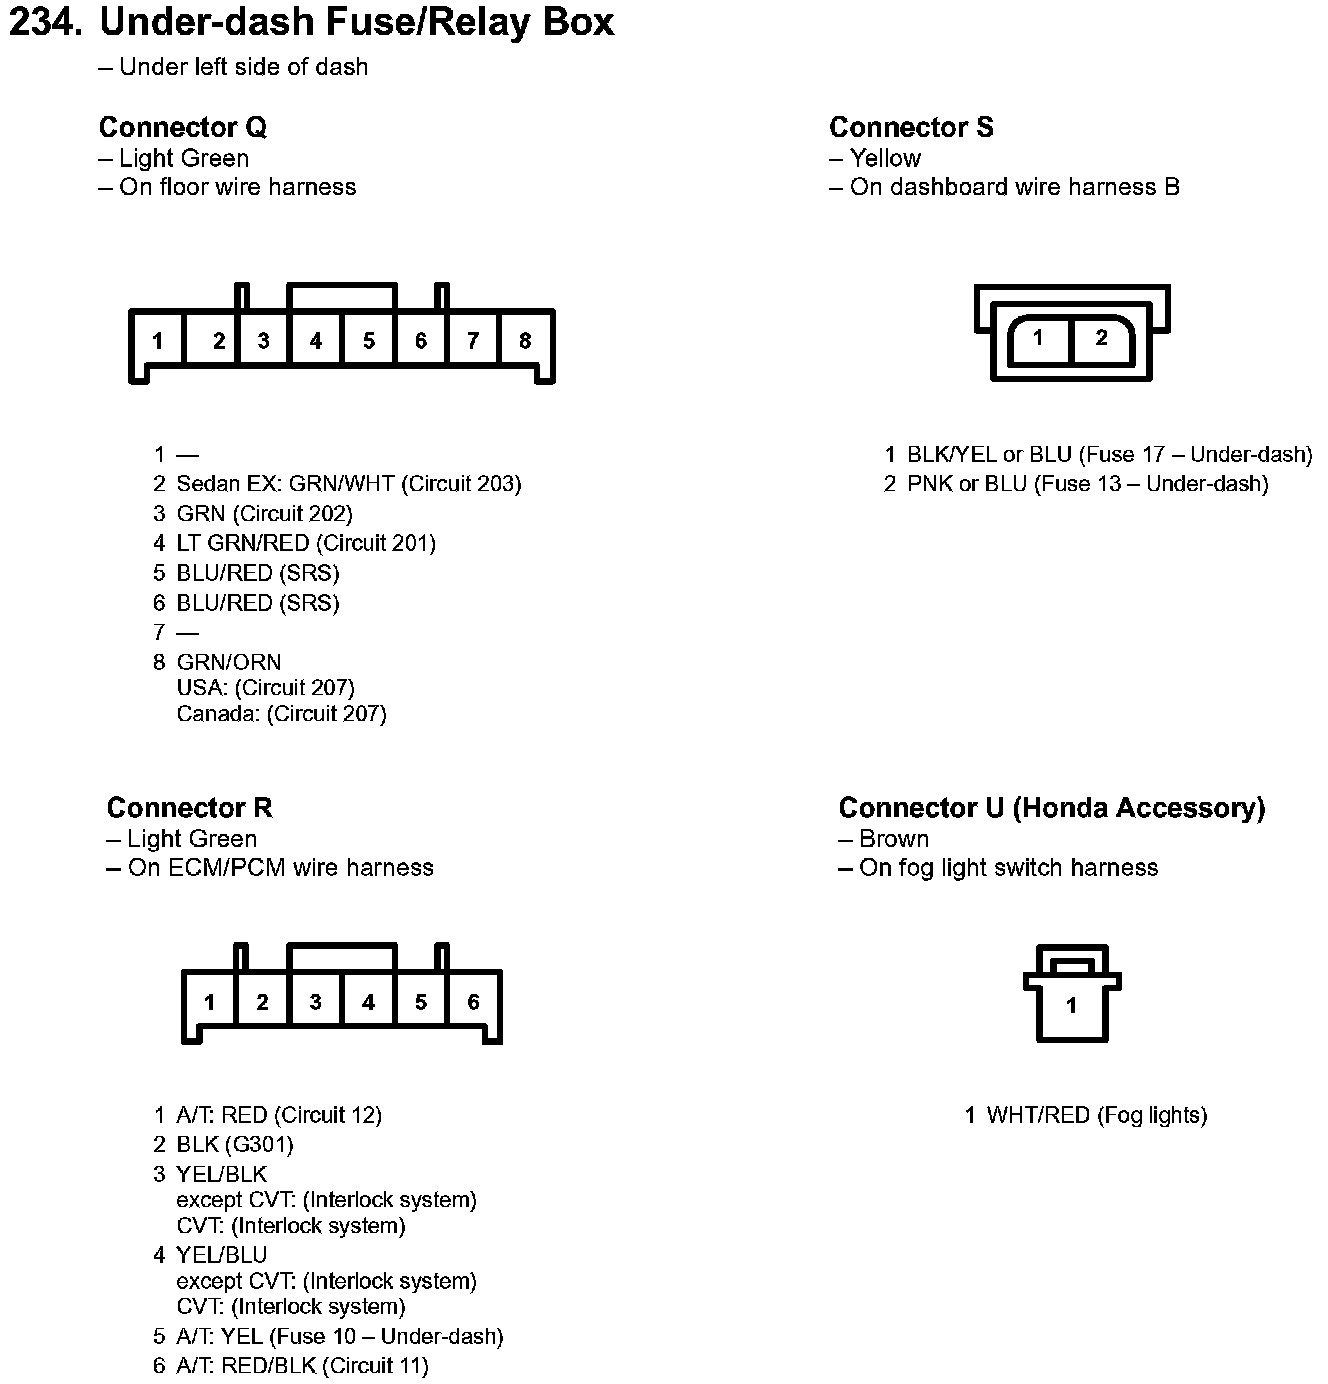 234. Under-dash Fuse/Relay Box
– Under left side of dash
Connector Q
– Light Green
– On floor wire harness
1 2 3 4 5 6 7 8
1 —
2 Sedan EX: GRN/WHT (Circuit 203)
3 GRN (Circuit 202)
4 LT GRN/RED (Circuit 201)
5 BLU/RED (SRS)
6 BLU/RED (SRS)
7 —
8 GRN/ORN
USA: (Circuit 207)
Canada: (Circuit 207)
Connector S
– Yellow
– On dashboard wire harness B
1 2
1 BLK/YEL or BLU (Fuse 17 – Under-dash)
2 PNK or BLU (Fuse 13 – Under-dash)
Connector R
– Light Green
– On ECM/PCM wire harness
1 2 3 4 5 6
1 A/T: RED (Circuit 12)
2 BLK (G301)
3 YEL/BLK
except CVT: (Interlock system)
CVT: (Interlock system)
4 YEL/BLU
except CVT: (Interlock system)
CVT: (Interlock system)
5 A/T: YEL (Fuse 10 – Under-dash)
6 A/T: RED/BLK (Circuit 11)
Connector U (Honda Accessory)
– Brown
– On fog light switch harness
1
1 WHT/RED (Fog lights)